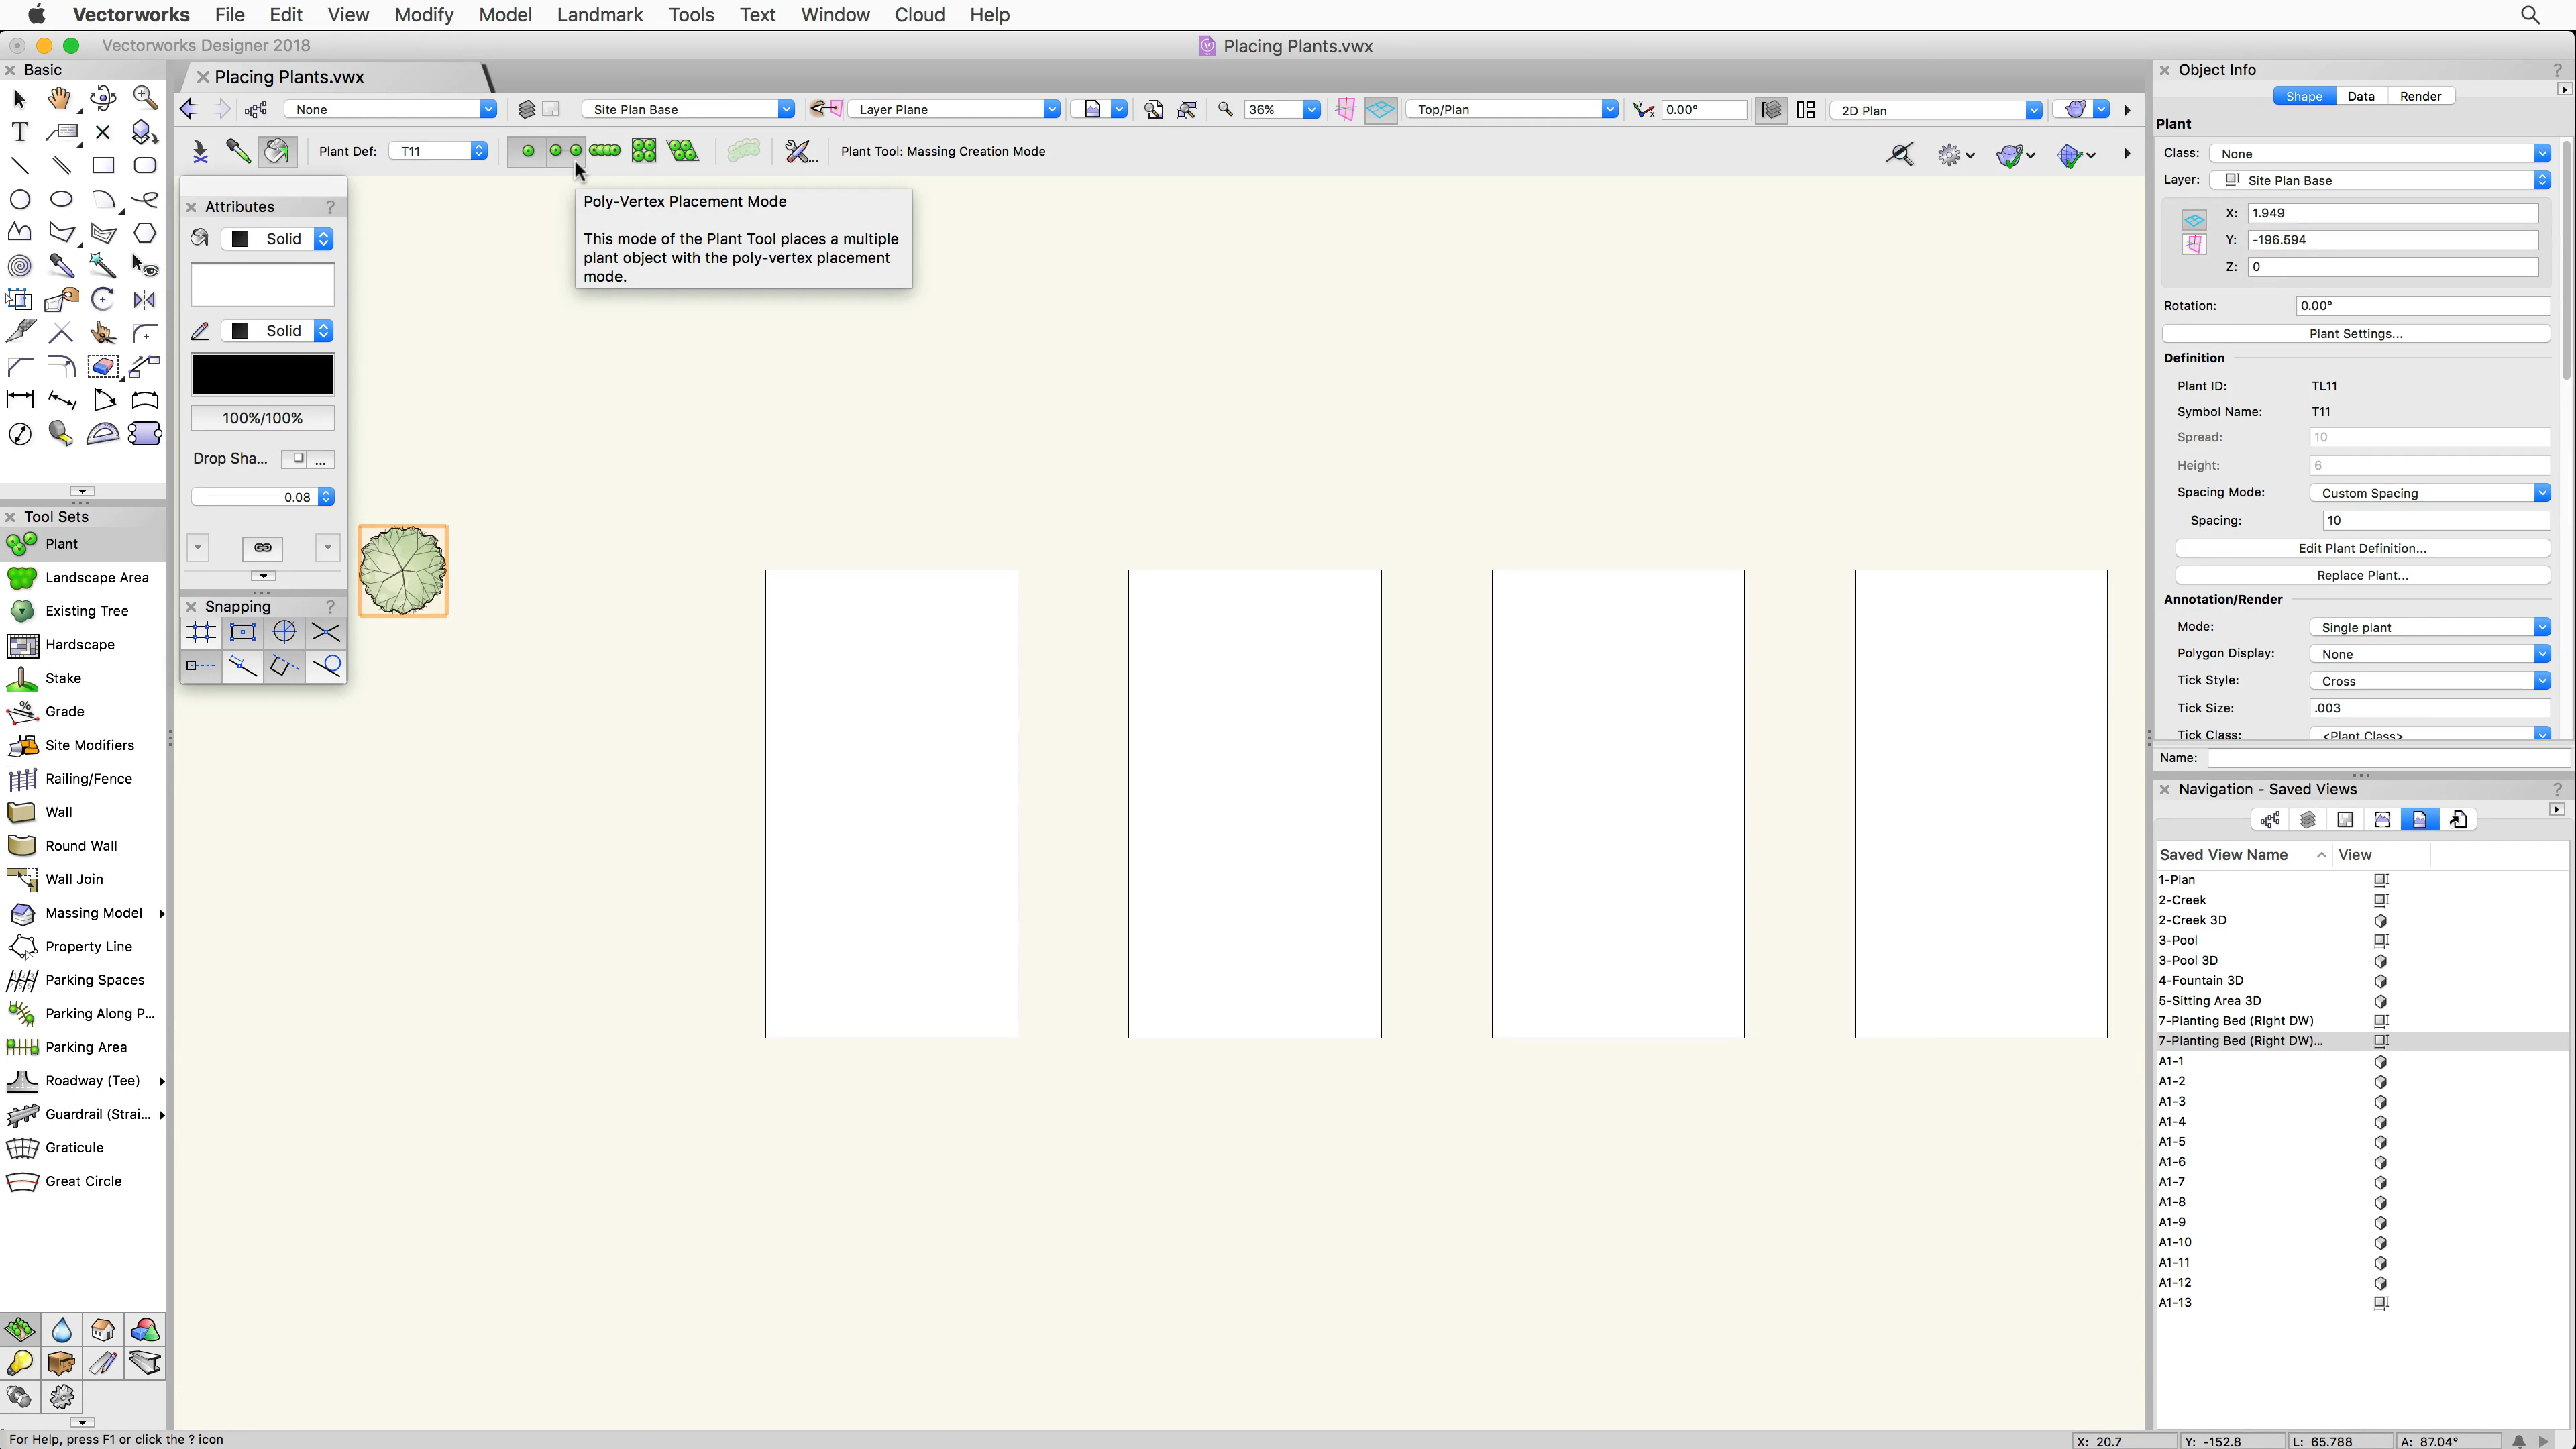 Vectorworks File Edit View Modify Model Landmark Tools Text Window Cloud Help
Vectorworks Designer 2018
Placing Plants.vwx
Basic
Placing Plants.vwx
None
Site Plan Base
Layer Plane
36%
Top/Plan
0.00°
2D Plan
Plant Def: T11
Plant Tool: Massing Creation Mode
Poly-Vertex Placement Mode
This mode of the Plant Tool places a multiple
plant object with the poly-vertex placement
mode.
Attributes ?
Solid
Solid
100%/100%
Drop Sha... ...
0.08
Snapping ?
Tool Sets
Plant
Landscape Area
Existing Tree
Hardscape
Stake
Grade
Site Modifiers
Railing/Fence
Wall
Round Wall
Wall Join
Massing Model
Property Line
Parking Spaces
Parking Along P...
Parking Area
Roadway (Tee)
Guardrail (Strai...
Graticule
Great Circle
Object Info ?
Shape Data Render
Plant
Class: None
Layer: Site Plan Base
X: 1.949
Y: -196.594
Z: 0
Rotation: 0.00°
Plant Settings...
Definition
Plant ID: TL11
Symbol Name: T11
Spread: 10
Height: 6
Spacing Mode: Custom Spacing
Spacing: 10
Edit Plant Definition...
Replace Plant...
Annotation/Render
Mode: Single plant
Polygon Display: None
Tick Style: Cross
Tick Size: .003
Tick Class: <Plant Class>
Name:
Navigation - Saved Views ?
Saved View Name View
1-Plan
2-Creek
2-Creek 3D
3-Pool
3-Pool 3D
4-Fountain 3D
5-Sitting Area 3D
7-Planting Bed (RIght DW)
7-Planting Bed (Right DW)...
A1-1
A1-2
A1-3
A1-4
A1-5
A1-6
A1-7
A1-8
A1-9
A1-10
A1-11
A1-12
A1-13
For Help, press F1 or click the ? icon
X: 20.7 Y: -152.8 L: 65.788 A: 87.04°